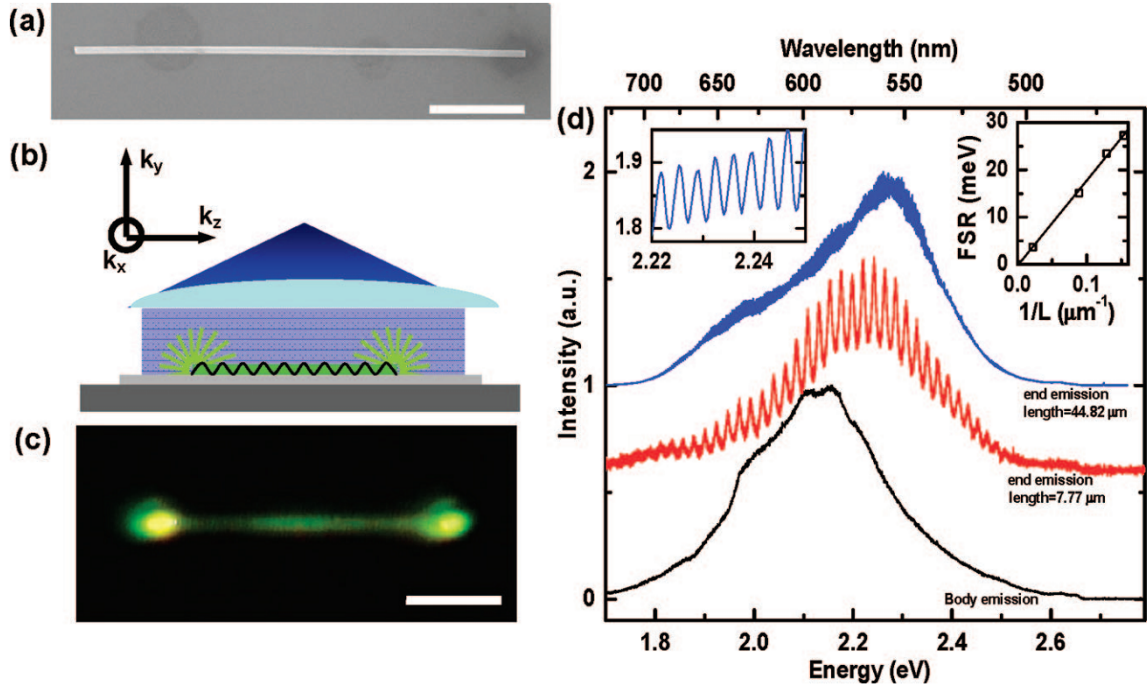 (a)
(b)
k_y
k_z
k_x
(c)
(d)
Wavelength (nm)
700 650 600 550 500
Intensity (a.u.)
2
1
0
1.9
1.8
2.22 2.24
FSR (meV)
30
20
10
0
0.0 0.1
1/L (μm⁻¹)
end emission
length=44.82 μm
end emission
length=7.77 μm
Body emission
1.8 2.0 2.2 2.4 2.6
Energy (eV)